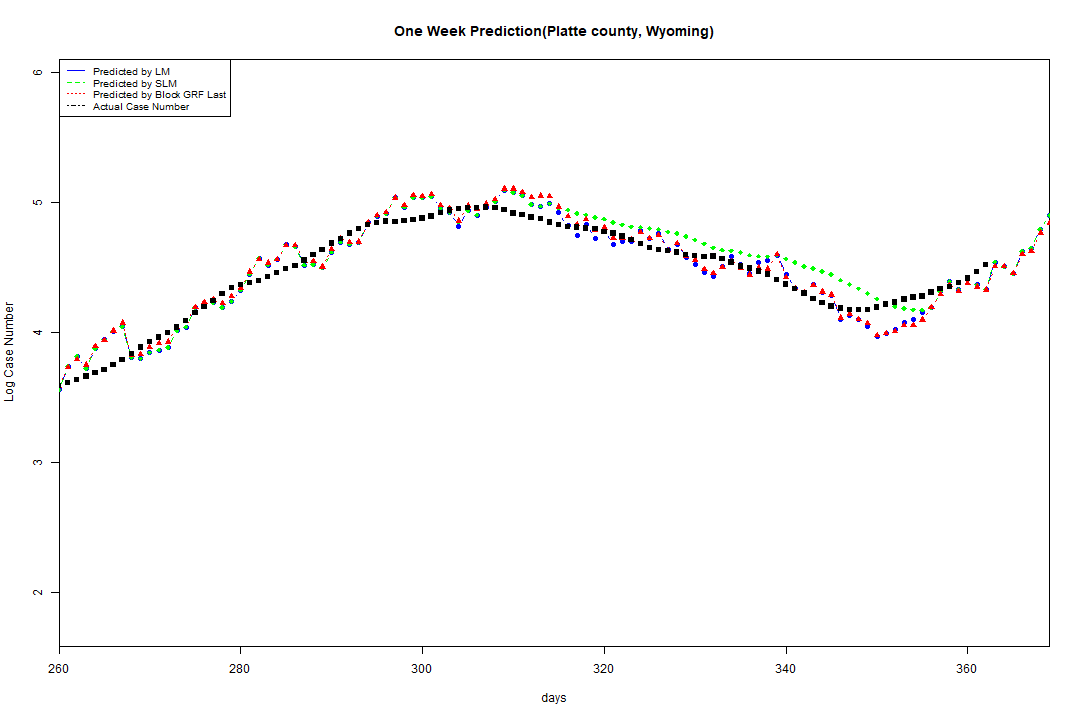 One Week Prediction(Platte county, Wyoming)
Predicted by LM
Predicted by SLM
Predicted by Block GRF Last
Actual Case Number
6
5
4
3
2
Log Case Number
260 280 300 320 340 360
days